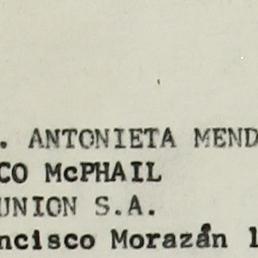 . ANTONIETA MEND
CO McPHAIL
UNION S.A.
ncisco Morazán 1